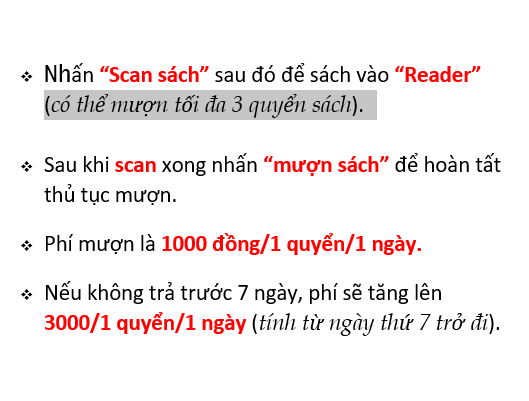 ❖ Nhấn “Scan sách” sau đó để sách vào “Reader”
(có thể mượn tối đa 3 quyển sách).
❖ Sau khi scan xong nhấn “mượn sách” để hoàn tất
thủ tục mượn.
❖ Phí mượn là 1000 đồng/1 quyển/1 ngày.
❖ Nếu không trả trước 7 ngày, phí sẽ tăng lên
3000/1 quyển/1 ngày (tính từ ngày thứ 7 trở đi).